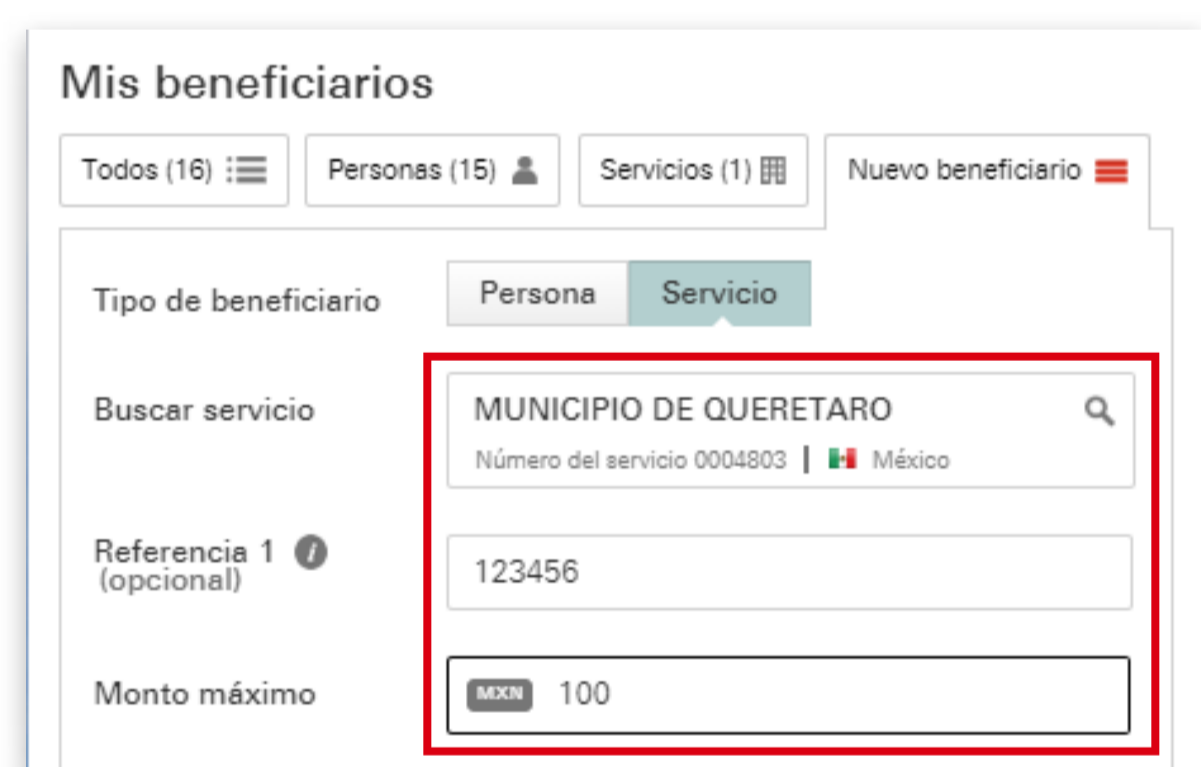 Mis beneficiarios
Todos (16) Personas (15) Servicios (1) Nuevo beneficiario
Tipo de beneficiario Persona Servicio
Buscar servicio MUNICIPIO DE QUERETARO
Número del servicio 0004803 | México
Referencia 1 i
(opcional) 123456
Monto máximo MXN 100